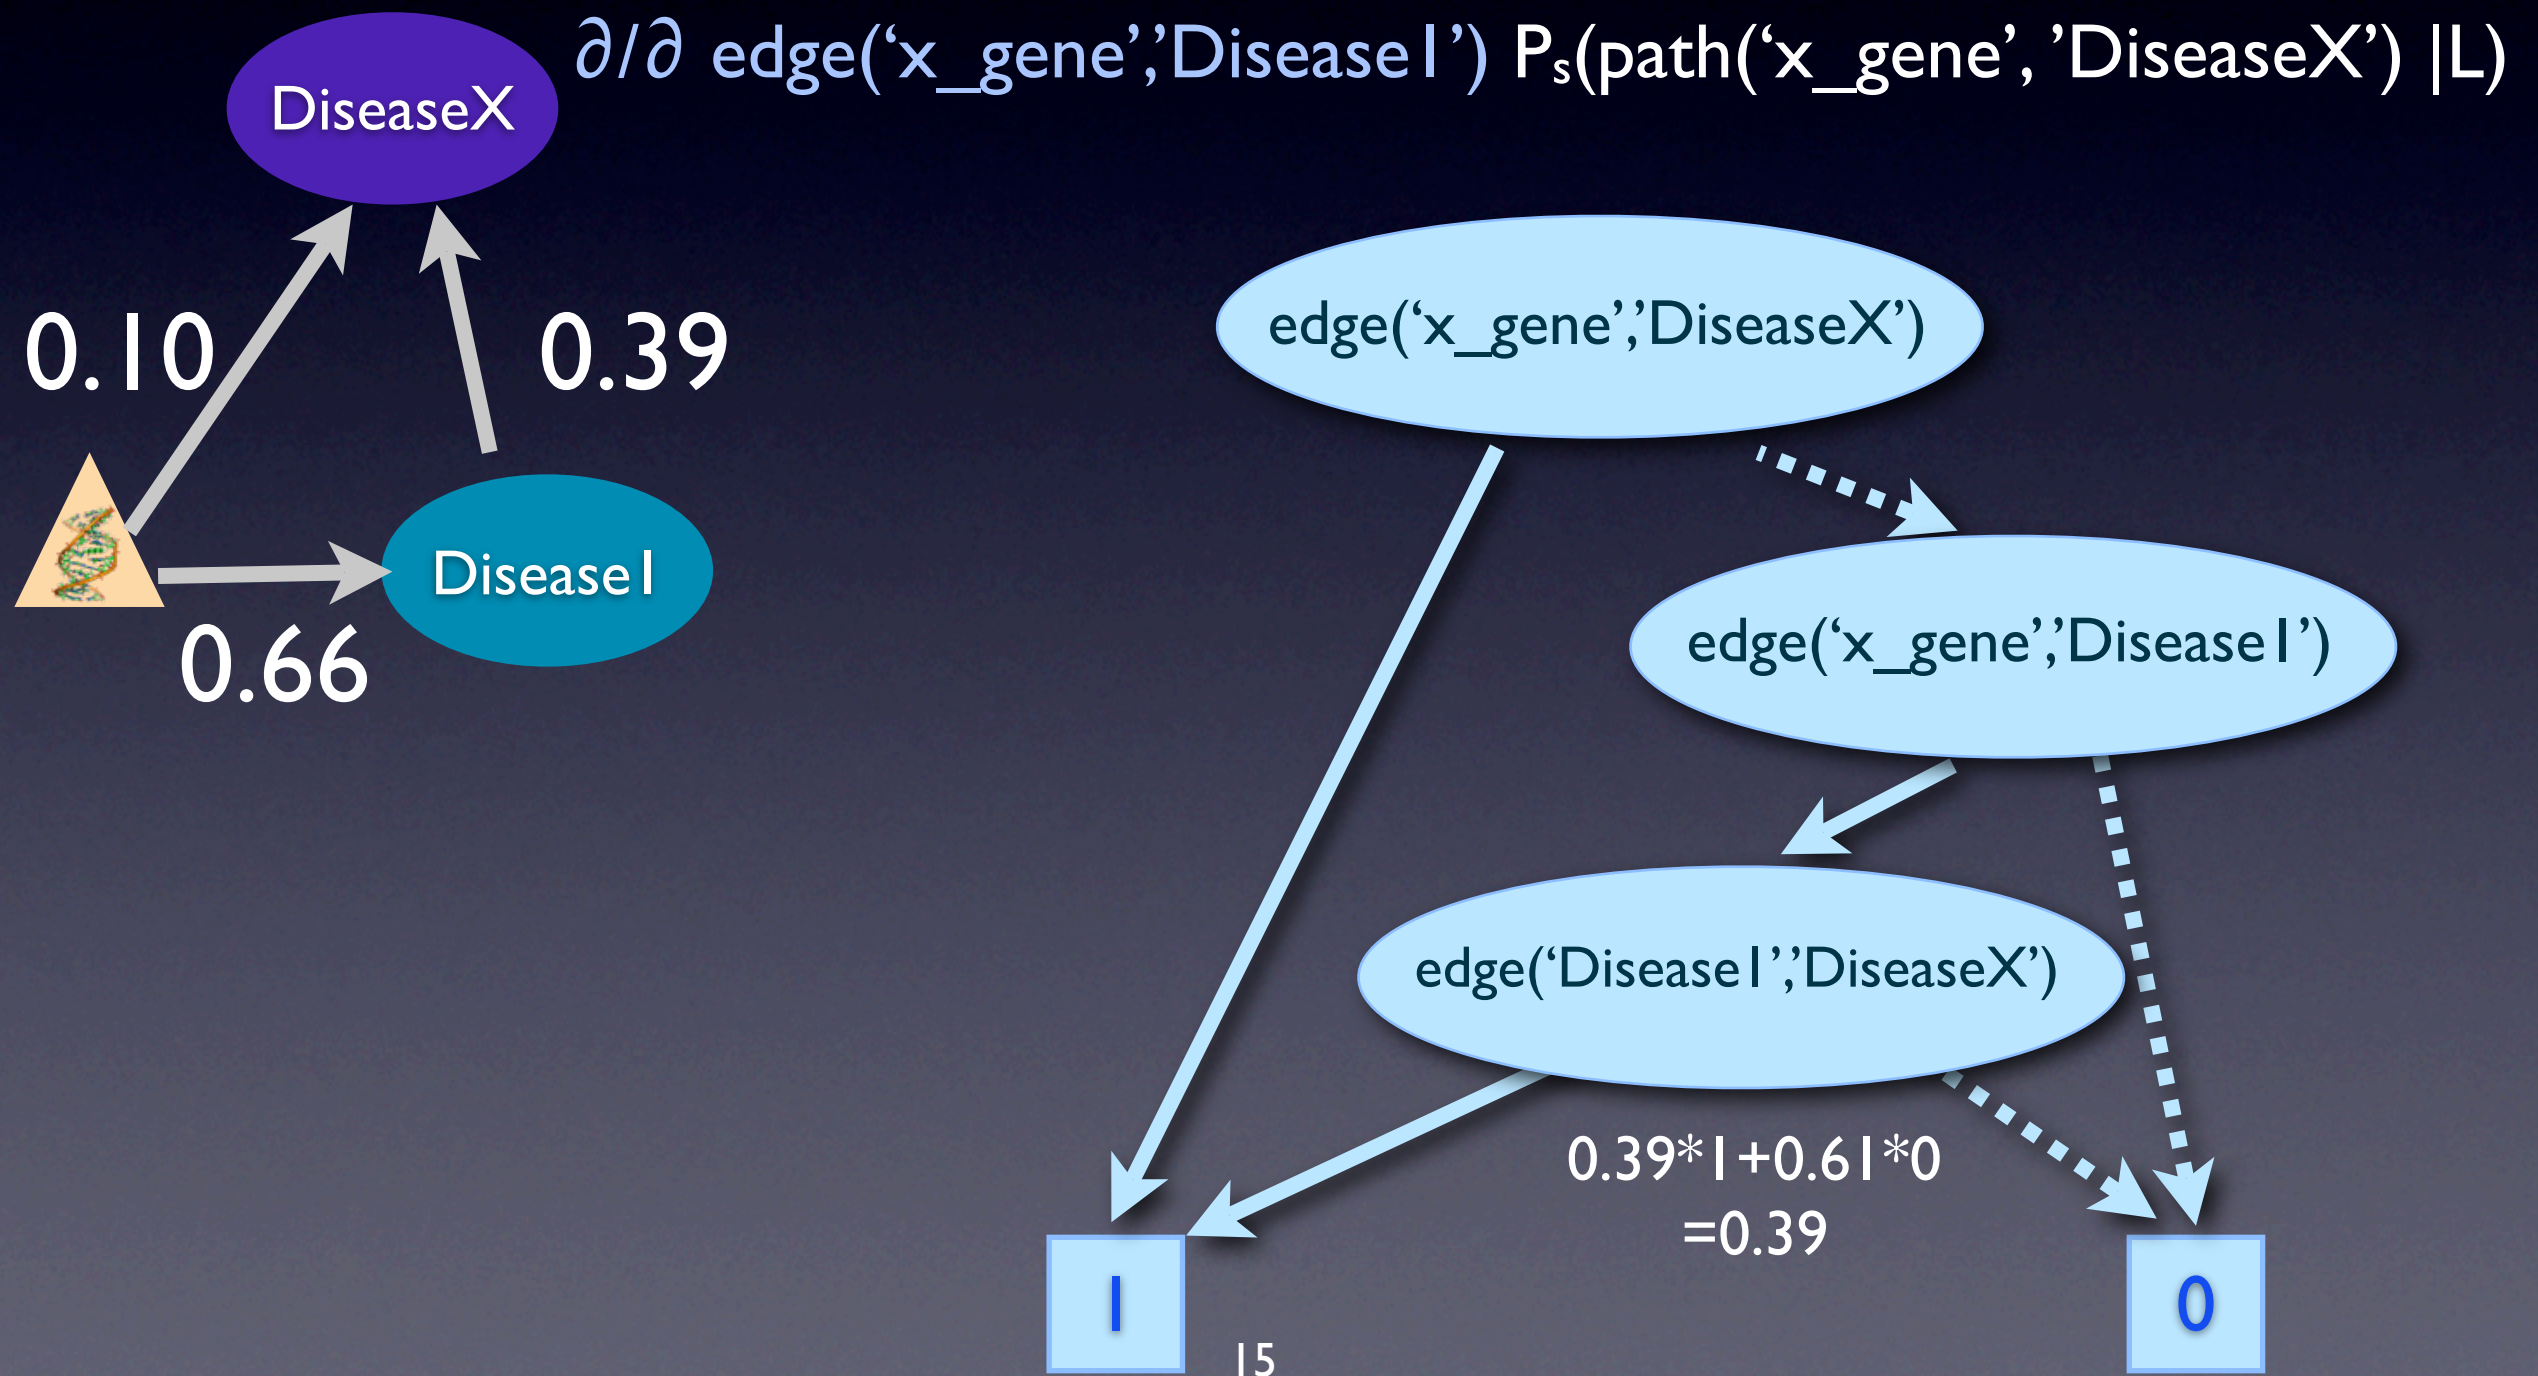 ∂/∂ edge(‘x_gene’,’Disease1’) Pₛ(path(‘x_gene’, ’DiseaseX’) |L)
DiseaseX
0.10
0.39
edge(‘x_gene’,’DiseaseX’)
Disease1
0.66
edge(‘x_gene’,’Disease1’)
edge(‘Disease1’,’DiseaseX’)
0.39*1+0.61*0
=0.39
1
0
15